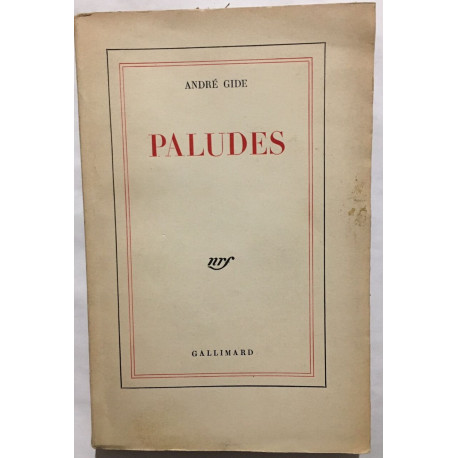 ANDRÉ GIDE
PALUDES
nrf
GALLIMARD